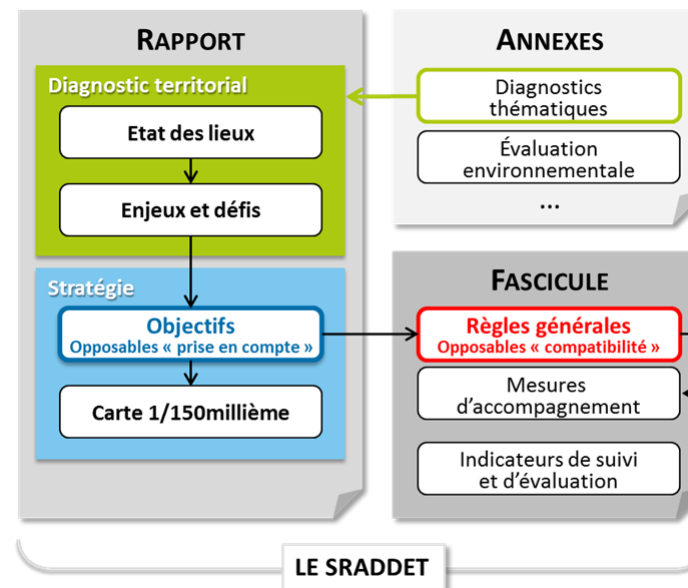 RAPPORT
Diagnostic territorial
Etat des lieux
Enjeux et défis
Stratégie
Objectifs
Opposables « prise en compte »
Carte 1/150millième
ANNEXES
Diagnostics
thématiques
Évaluation
environnementale
...
FASCICULE
Règles générales
Opposables « compatibilité »
Mesures
d'accompagnement
Indicateurs de suivi
et d'évaluation
LE SRADDET